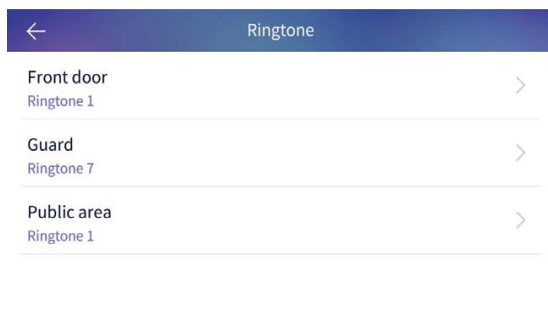 Ringtone
Front door
Ringtone 1
Guard
Ringtone 7
Public area
Ringtone 1